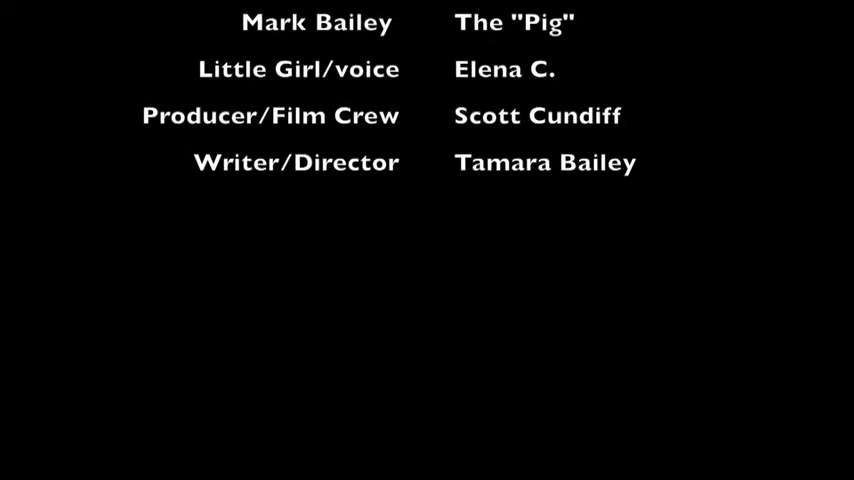 Mark Bailey The "Pig"
Little Girl/voice Elena C.
Producer/Film Crew Scott Cundiff
Writer/Director Tamara Bailey